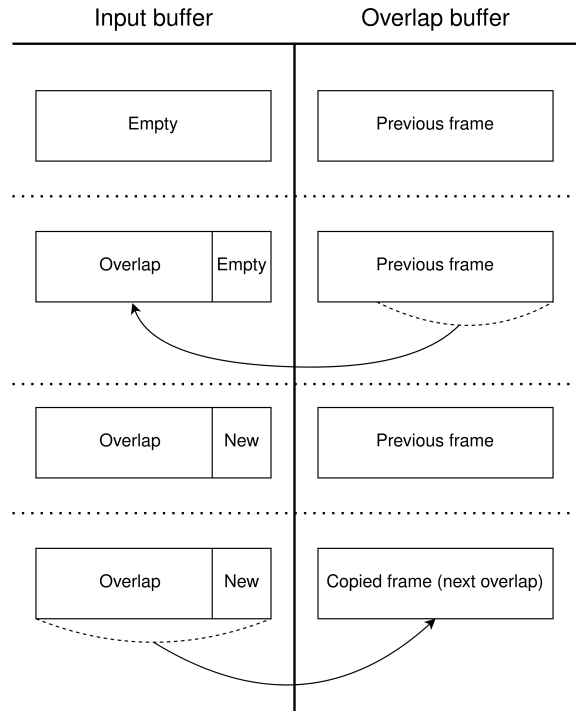 Input buffer
Overlap buffer
Empty
Previous frame
Overlap
Empty
Previous frame
Overlap
New
Previous frame
Overlap
New
Copied frame (next overlap)